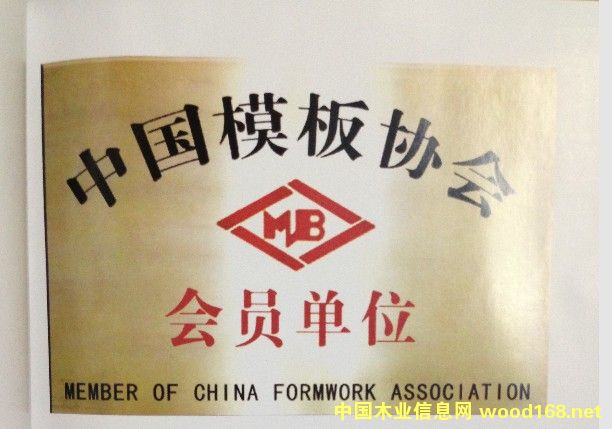 中国模板协会
MB
会员单位
MEMBER OF CHINA FORMWORK ASSOCIATION
中国木业信息网 wood168.net